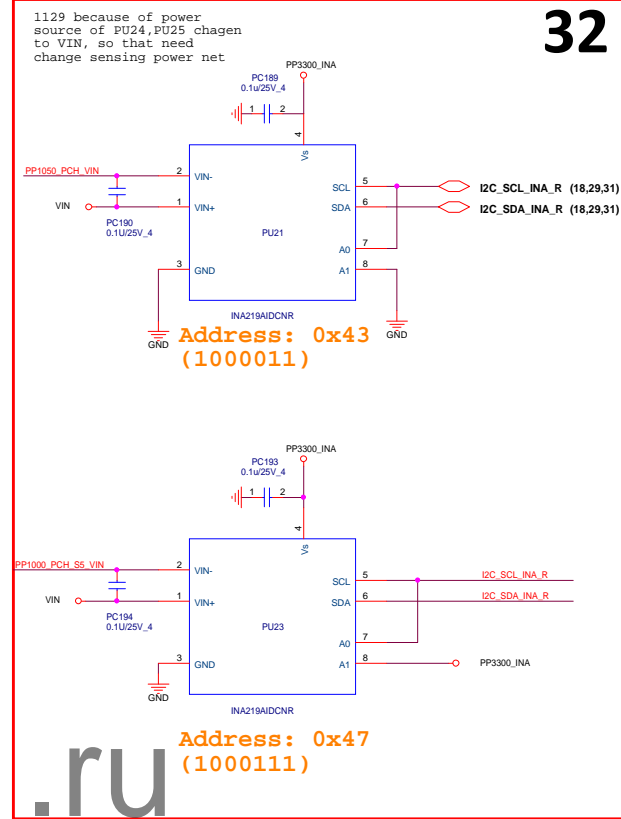 1129 because of power
source of PU24,PU25 chagen
to VIN, so that need
change sensing power net
32
PP3300_INA
PC189
0.1u/25V_4
1 2
4
Vs
PP1050_PCH_VIN
2 VIN-
SCL 5
I2C_SCL_INA_R (18,29,31)
VIN
1 VIN+
SDA 6
I2C_SDA_INA_R (18,29,31)
PC190
0.1U/25V_4
PU21
A0 7
3 GND
A1 8
INA219AIDCNR
GND
GND
Address: 0x43
(1000011)
PP3300_INA
PC193
0.1u/25V_4
1 2
4
Vs
PP1000_PCH_S5_VIN
2 VIN-
SCL 5
I2C_SCL_INA_R
VIN
1 VIN+
SDA 6
I2C_SDA_INA_R
PC194
0.1U/25V_4
PU23
A0 7
3 GND
A1 8
PP3300_INA
GND
INA219AIDCNR
Address: 0x47
(1000111)
.ru